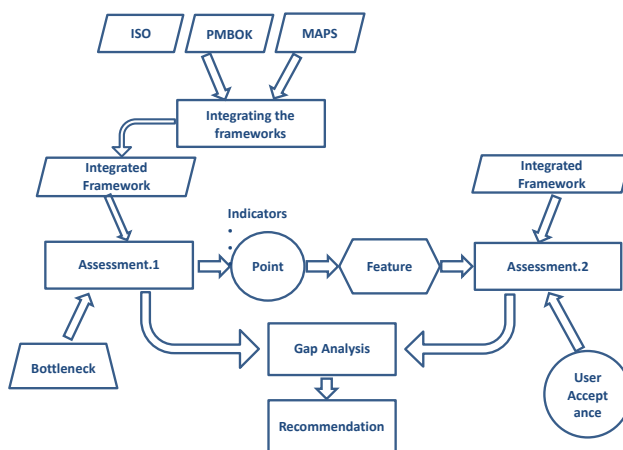 ISO
PMBOK
MAPS
Integrating the
frameworks
Integrated
Framework
Integrated
Framework
Indicators
Assessment.1
Point
Feature
Assessment.2
Gap Analysis
Bottleneck
User
Accept
ance
Recommendation